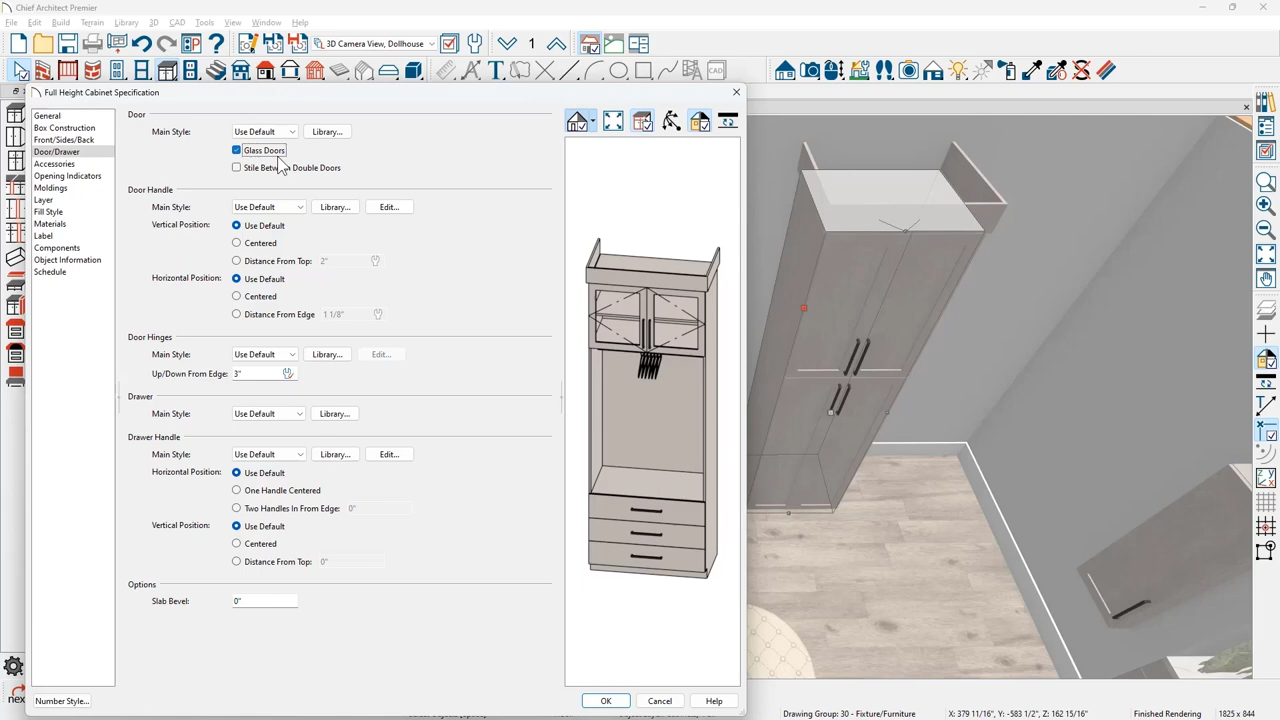 Chief Architect Premier
File Edit Build Terrain Library 3D CAD Tools View Window Help
3D Camera View, Dollhouse
1
CAD
Full Height Cabinet Specification
General
Box Construction
Front/Sides/Back
Door/Drawer
Accessories
Opening Indicators
Moldings
Layer
Fill Style
Materials
Label
Components
Object Information
Schedule
Door
Main Style: Use Default Library...
Glass Doors
Double Doors
Door Handle
Main Style: Use Default Library... Edit...
Vertical Position: Use Default
Centered
Distance From Top: 2"
Horizontal Position: Use Default
Centered
Distance From Edge 1 1/8"
Door Hinges
Main Style: Use Default Library... Edit...
Up/Down From Edge: 3"
Drawer
Main Style: Use Default Library...
Drawer Handle
Main Style: Use Default Library... Edit...
Horizontal Position: Use Default
One Handle Centered
Two Handles In From Edge: 0"
Vertical Position: Use Default
Centered
Distance From Top: 0"
Options
Slab Bevel: 0"
Number Style... OK Cancel Help
nex
Drawing Group: 30 - Fixture/Furniture X: 379 11/16", Y: -583 1/2", Z: 162 15/16" Finished Rendering 1825 x 844